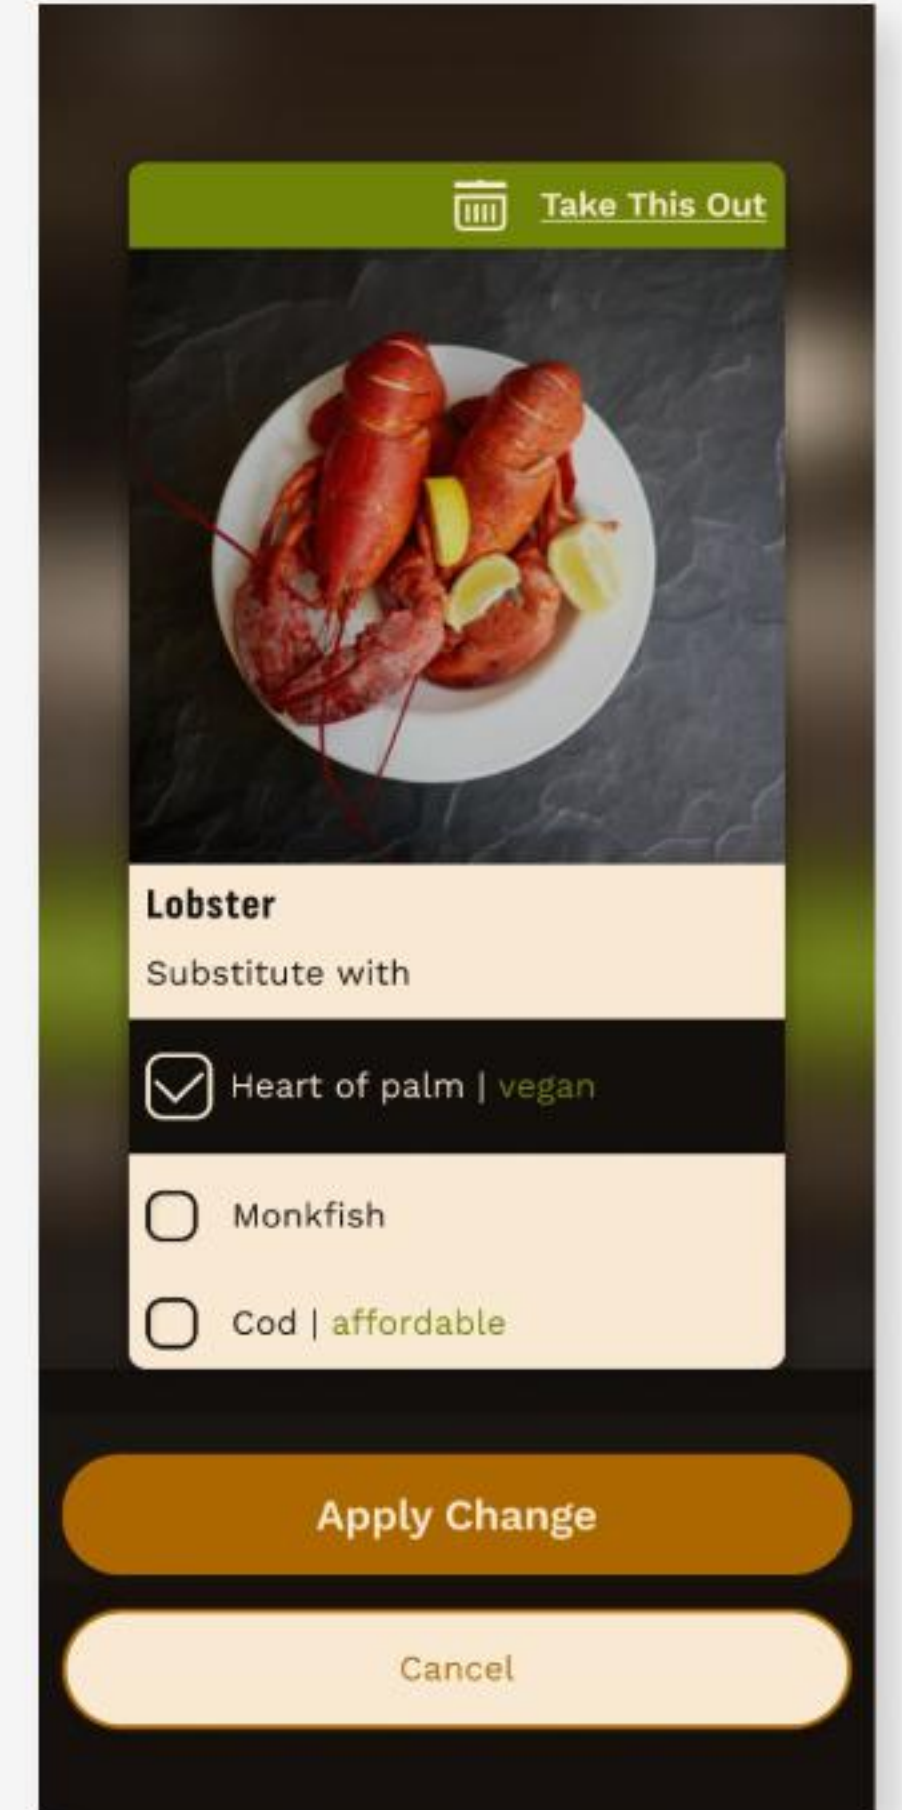 Take This Out
Lobster
Substitute with
Heart of palm | vegan
Monkfish
Cod | affordable
Apply Change
Cancel